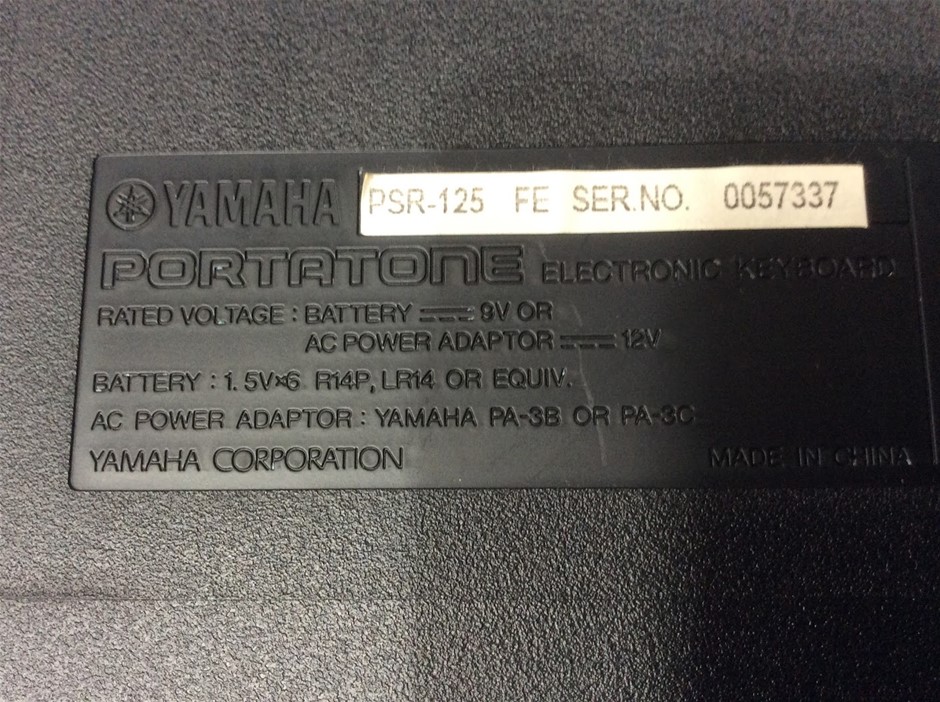 YAMAHA PSR-125 FE SER.NO. 0057337
PORTATONE ELECTRONIC KEYBOARD
RATED VOLTAGE : BATTERY ⎓ 9V OR
AC POWER ADAPTOR ⎓ 12V
BATTERY : 1.5V×6 R14P, LR14 OR EQUIV.
AC POWER ADAPTOR : YAMAHA PA-3B OR PA-3C
YAMAHA CORPORATION MADE IN CHINA